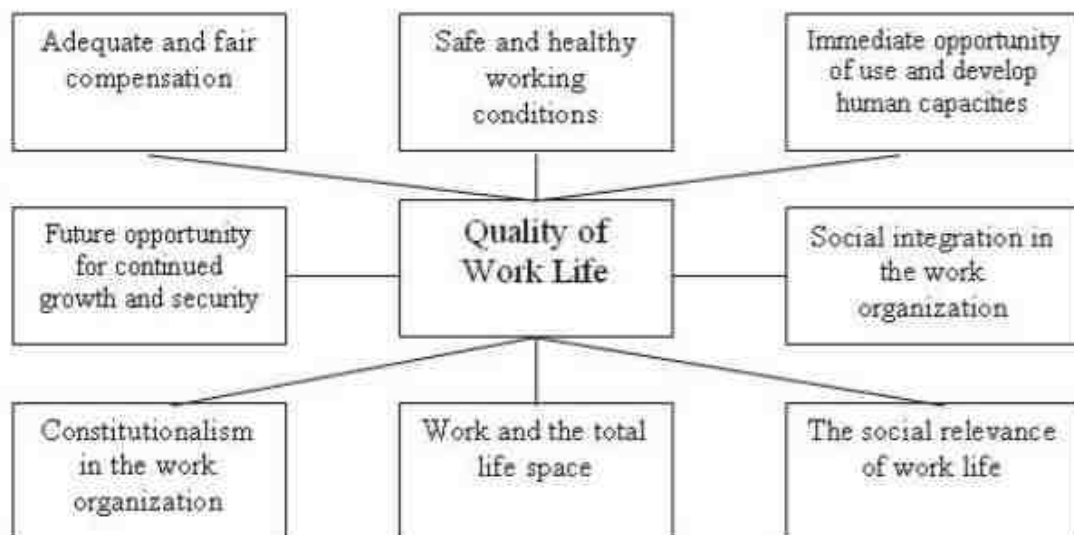 Adequate and fair
compensation
Safe and healthy
working
conditions
Immediate opportunity
of use and develop
human capacities
Future opportunity
for continued
growth and security
Quality of
Work Life
Social integration in
the work
organization
Constitutionalism
in the work
organization
Work and the total
life space
The social relevance
of work life